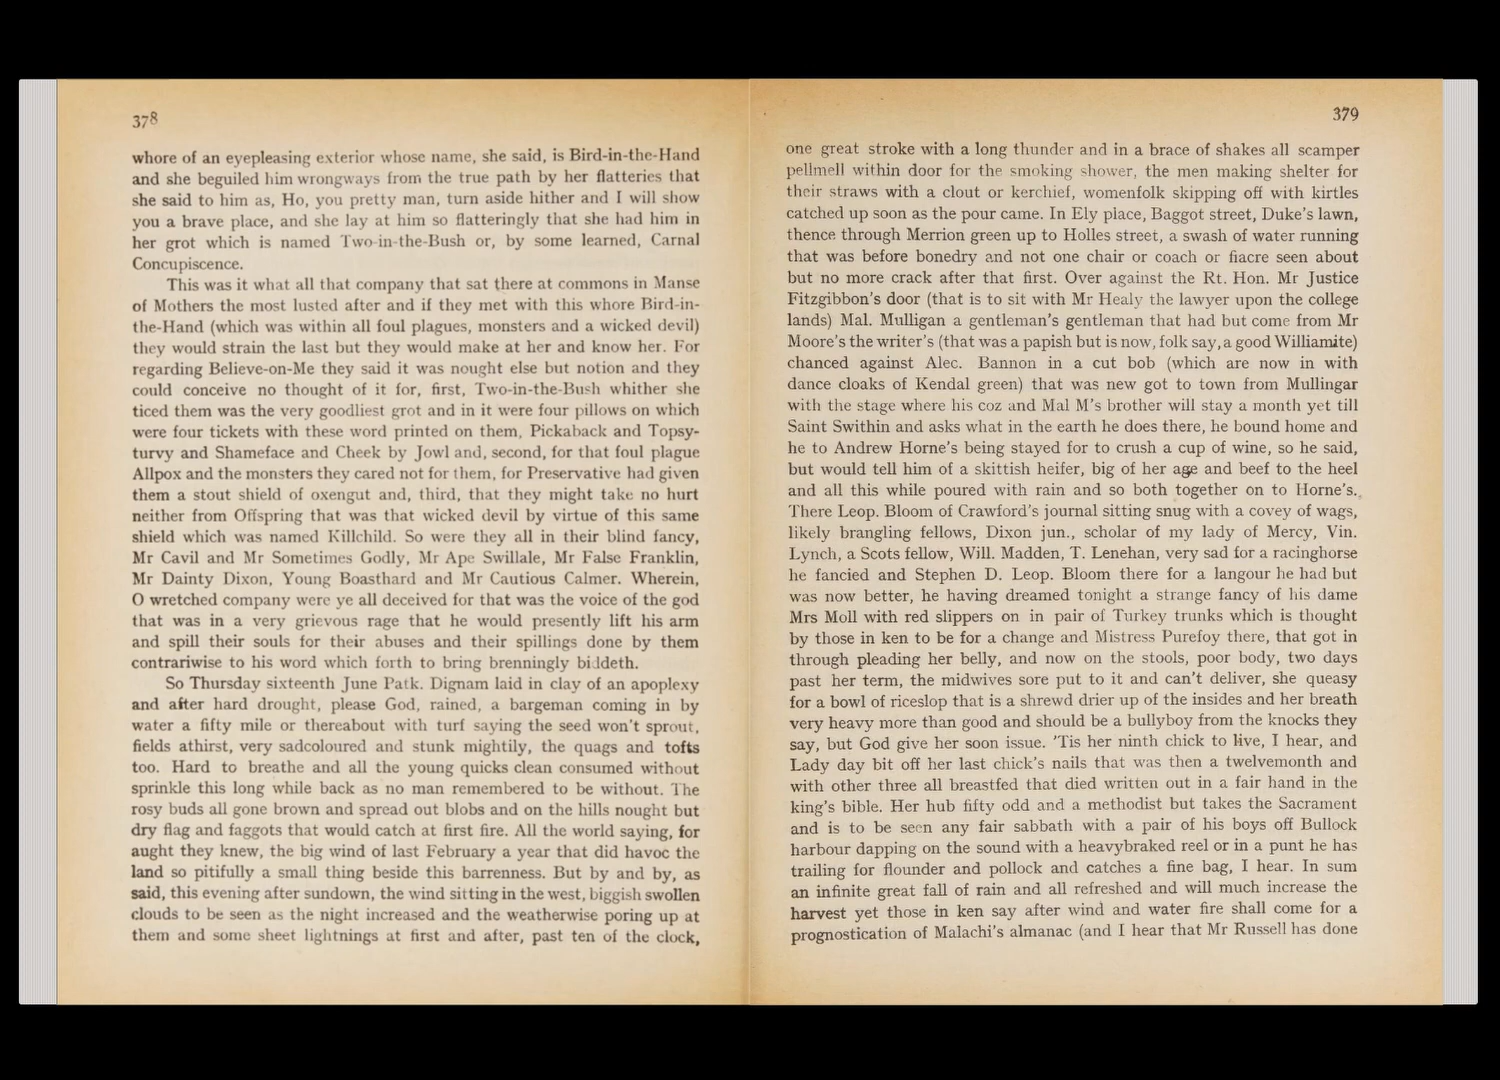 378
whore of an eyepleasing exterior whose name, she said, is Bird-in-the-Hand
and she beguiled him wrongways from the true path by her flatteries that
she said to him as, Ho, you pretty man, turn aside hither and I will show
you a brave place, and she lay at him so flatteringly that she had him in
her grot which is named Two-in-the-Bush or, by some learned, Carnal
Concupiscence.
This was it what all that company that sat there at commons in Manse
of Mothers the most lusted after and if they met with this whore Bird-in-
the-Hand (which was within all foul plagues, monsters and a wicked devil)
they would strain the last but they would make at her and know her. For
regarding Believe-on-Me they said it was nought else but notion and they
could conceive no thought of it for, first, Two-in-the-Bush whither she
ticed them was the very goodliest grot and in it were four pillows on which
were four tickets with these word printed on them, Pickaback and Topsy-
turvy and Shameface and Cheek by Jowl and, second, for that foul plague
Allpox and the monsters they cared not for them, for Preservative had given
them a stout shield of oxengut and, third, that they might take no hurt
neither from Offspring that was that wicked devil by virtue of this same
shield which was named Killchild. So were they all in their blind fancy,
Mr Cavil and Mr Sometimes Godly, Mr Ape Swillale, Mr False Franklin,
Mr Dainty Dixon, Young Boasthard and Mr Cautious Calmer. Wherein,
O wretched company were ye all deceived for that was the voice of the god
that was in a very grievous rage that he would presently lift his arm
and spill their souls for their abuses and their spillings done by them
contrariwise to his word which forth to bring brenningly biddeth.
So Thursday sixteenth June Patk. Dignam laid in clay of an apoplexy
and after hard drought, please God, rained, a bargeman coming in by
water a fifty mile or thereabout with turf saying the seed won't sprout,
fields athirst, very sadcoloured and stunk mightily, the quags and tofts
too. Hard to breathe and all the young quicks clean consumed without
sprinkle this long while back as no man remembered to be without. The
rosy buds all gone brown and spread out blobs and on the hills nought but
dry flag and faggots that would catch at first fire. All the world saying, for
aught they knew, the big wind of last February a year that did havoc the
land so pitifully a small thing beside this barrenness. But by and by, as
said, this evening after sundown, the wind sitting in the west, biggish swollen
clouds to be seen as the night increased and the weatherwise poring up at
them and some sheet lightnings at first and after, past ten of the clock,
379
one great stroke with a long thunder and in a brace of shakes all scamper
pellmell within door for the smoking shower, the men making shelter for
their straws with a clout or kerchief, womenfolk skipping off with kirtles
catched up soon as the pour came. In Ely place, Baggot street, Duke's lawn,
thence through Merrion green up to Holles street, a swash of water running
that was before bonedry and not one chair or coach or fiacre seen about
but no more crack after that first. Over against the Rt. Hon. Mr Justice
Fitzgibbon's door (that is to sit with Mr Healy the lawyer upon the college
lands) Mal. Mulligan a gentleman's gentleman that had but come from Mr
Moore's the writer's (that was a papish but is now, folk say, a good Williamite)
chanced against Alec. Bannon in a cut bob (which are now in with
dance cloaks of Kendal green) that was new got to town from Mullingar
with the stage where his coz and Mal M's brother will stay a month yet till
Saint Swithin and asks what in the earth he does there, he bound home and
he to Andrew Horne's being stayed for to crush a cup of wine, so he said,
but would tell him of a skittish heifer, big of her age and beef to the heel
and all this while poured with rain and so both together on to Horne's.
There Leop. Bloom of Crawford's journal sitting snug with a covey of wags,
likely brangling fellows, Dixon jun., scholar of my lady of Mercy, Vin.
Lynch, a Scots fellow, Will. Madden, T. Lenehan, very sad for a racinghorse
he fancied and Stephen D. Leop. Bloom there for a langour he had but
was now better, he having dreamed tonight a strange fancy of his dame
Mrs Moll with red slippers on in pair of Turkey trunks which is thought
by those in ken to be for a change and Mistress Purefoy there, that got in
through pleading her belly, and now on the stools, poor body, two days
past her term, the midwives sore put to it and can't deliver, she queasy
for a bowl of riceslop that is a shrewd drier up of the insides and her breath
very heavy more than good and should be a bullyboy from the knocks they
say, but God give her soon issue. 'Tis her ninth chick to live, I hear, and
Lady day bit off her last chick's nails that was then a twelvemonth and
with other three all breastfed that died written out in a fair hand in the
king's bible. Her hub fifty odd and a methodist but takes the Sacrament
and is to be seen any fair sabbath with a pair of his boys off Bullock
harbour dapping on the sound with a heavybraked reel or in a punt he has
trailing for flounder and pollock and catches a fine bag, I hear. In sum
an infinite great fall of rain and all refreshed and will much increase the
harvest yet those in ken say after wind and water fire shall come for a
prognostication of Malachi's almanac (and I hear that Mr Russell has done